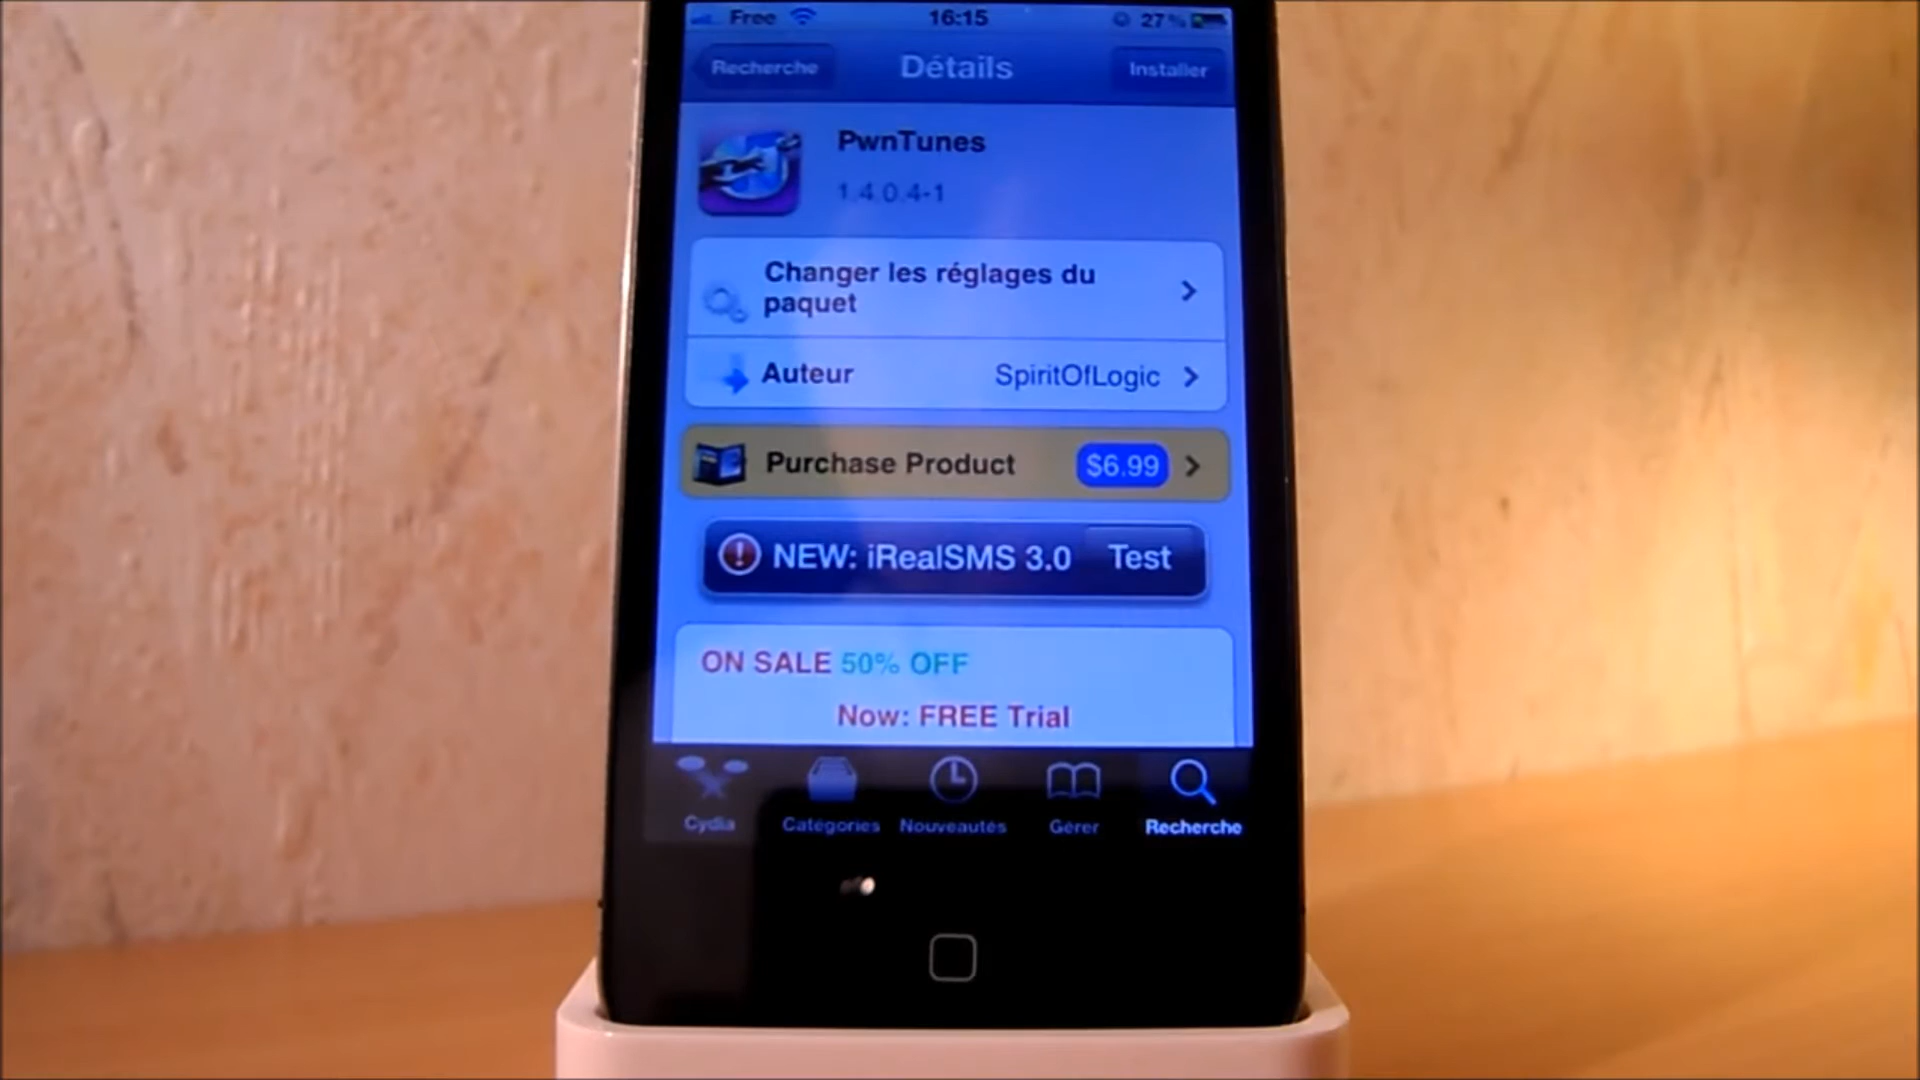 Free 16:15 27%
Recherche Détails Installer
PwnTunes
1.4.0.4-1
Changer les réglages du
paquet
Auteur SpiritOfLogic
Purchase Product $6.99
NEW: iRealSMS 3.0 Test
ON SALE 50% OFF
Now: FREE Trial
Cydia Catégories Nouveautés Gérer Recherche